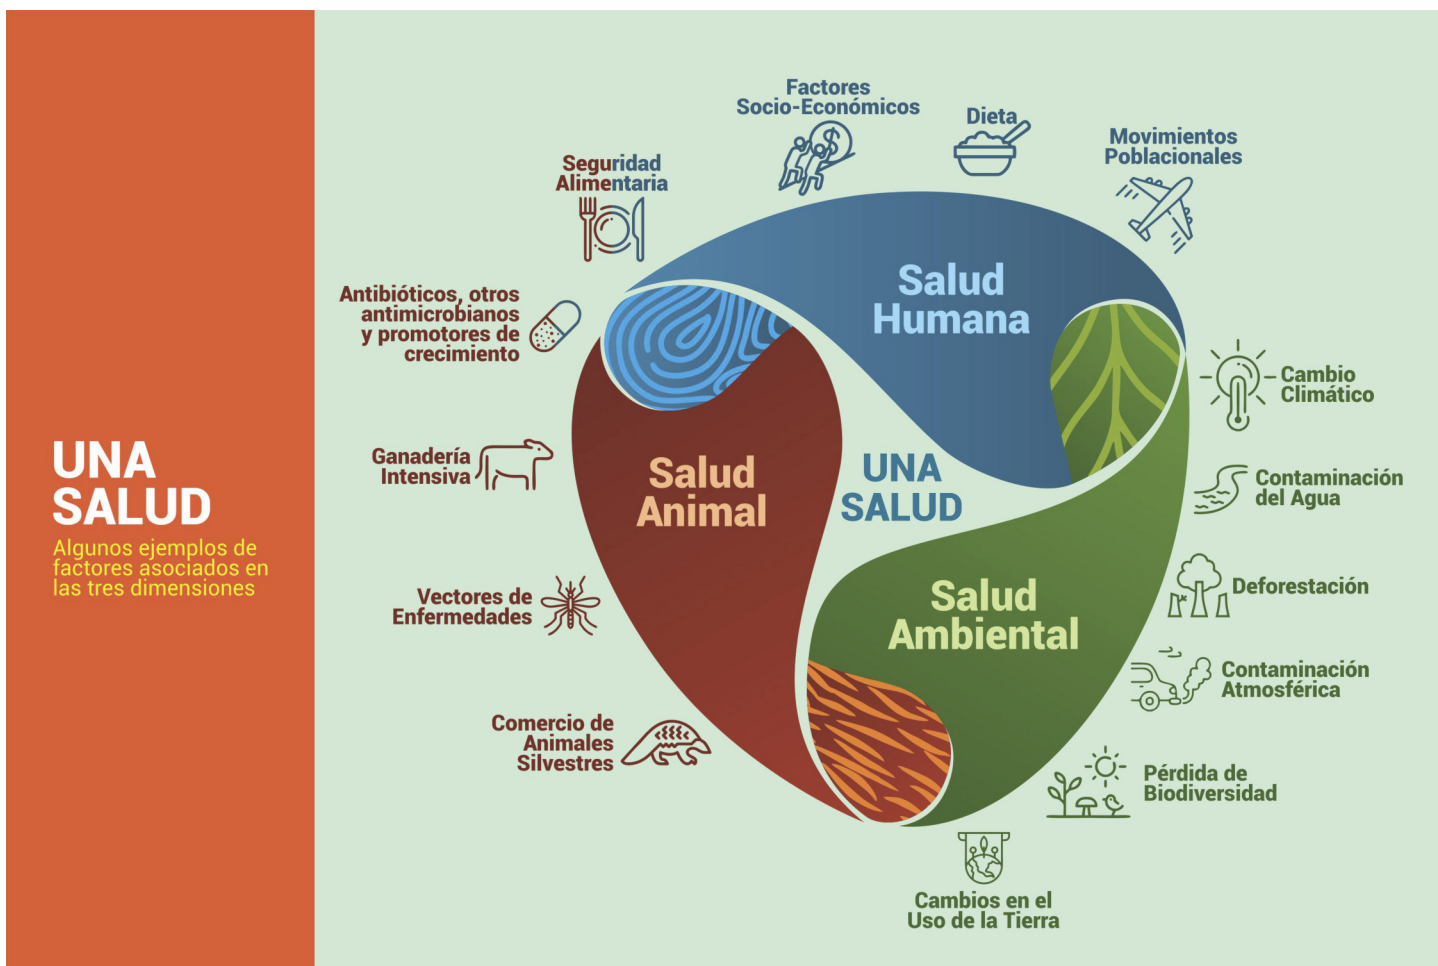 UNA
SALUD
Algunos ejemplos de
factores asociados en
las tres dimensiones
Factores
Socio-Económicos
Dieta
Movimientos
Poblacionales
Seguridad
Alimentaria
Antibióticos, otros
antimicrobianos
y promotores de
crecimiento
Ganadería
Intensiva
Vectores de
Enfermedades
Comercio de
Animales
Silvestres
Salud
Humana
Salud
Animal
UNA
SALUD
Salud
Ambiental
Cambio
Climático
Contaminación
del Agua
Deforestación
Contaminación
Atmosférica
Pérdida de
Biodiversidad
Cambios en el
Uso de la Tierra